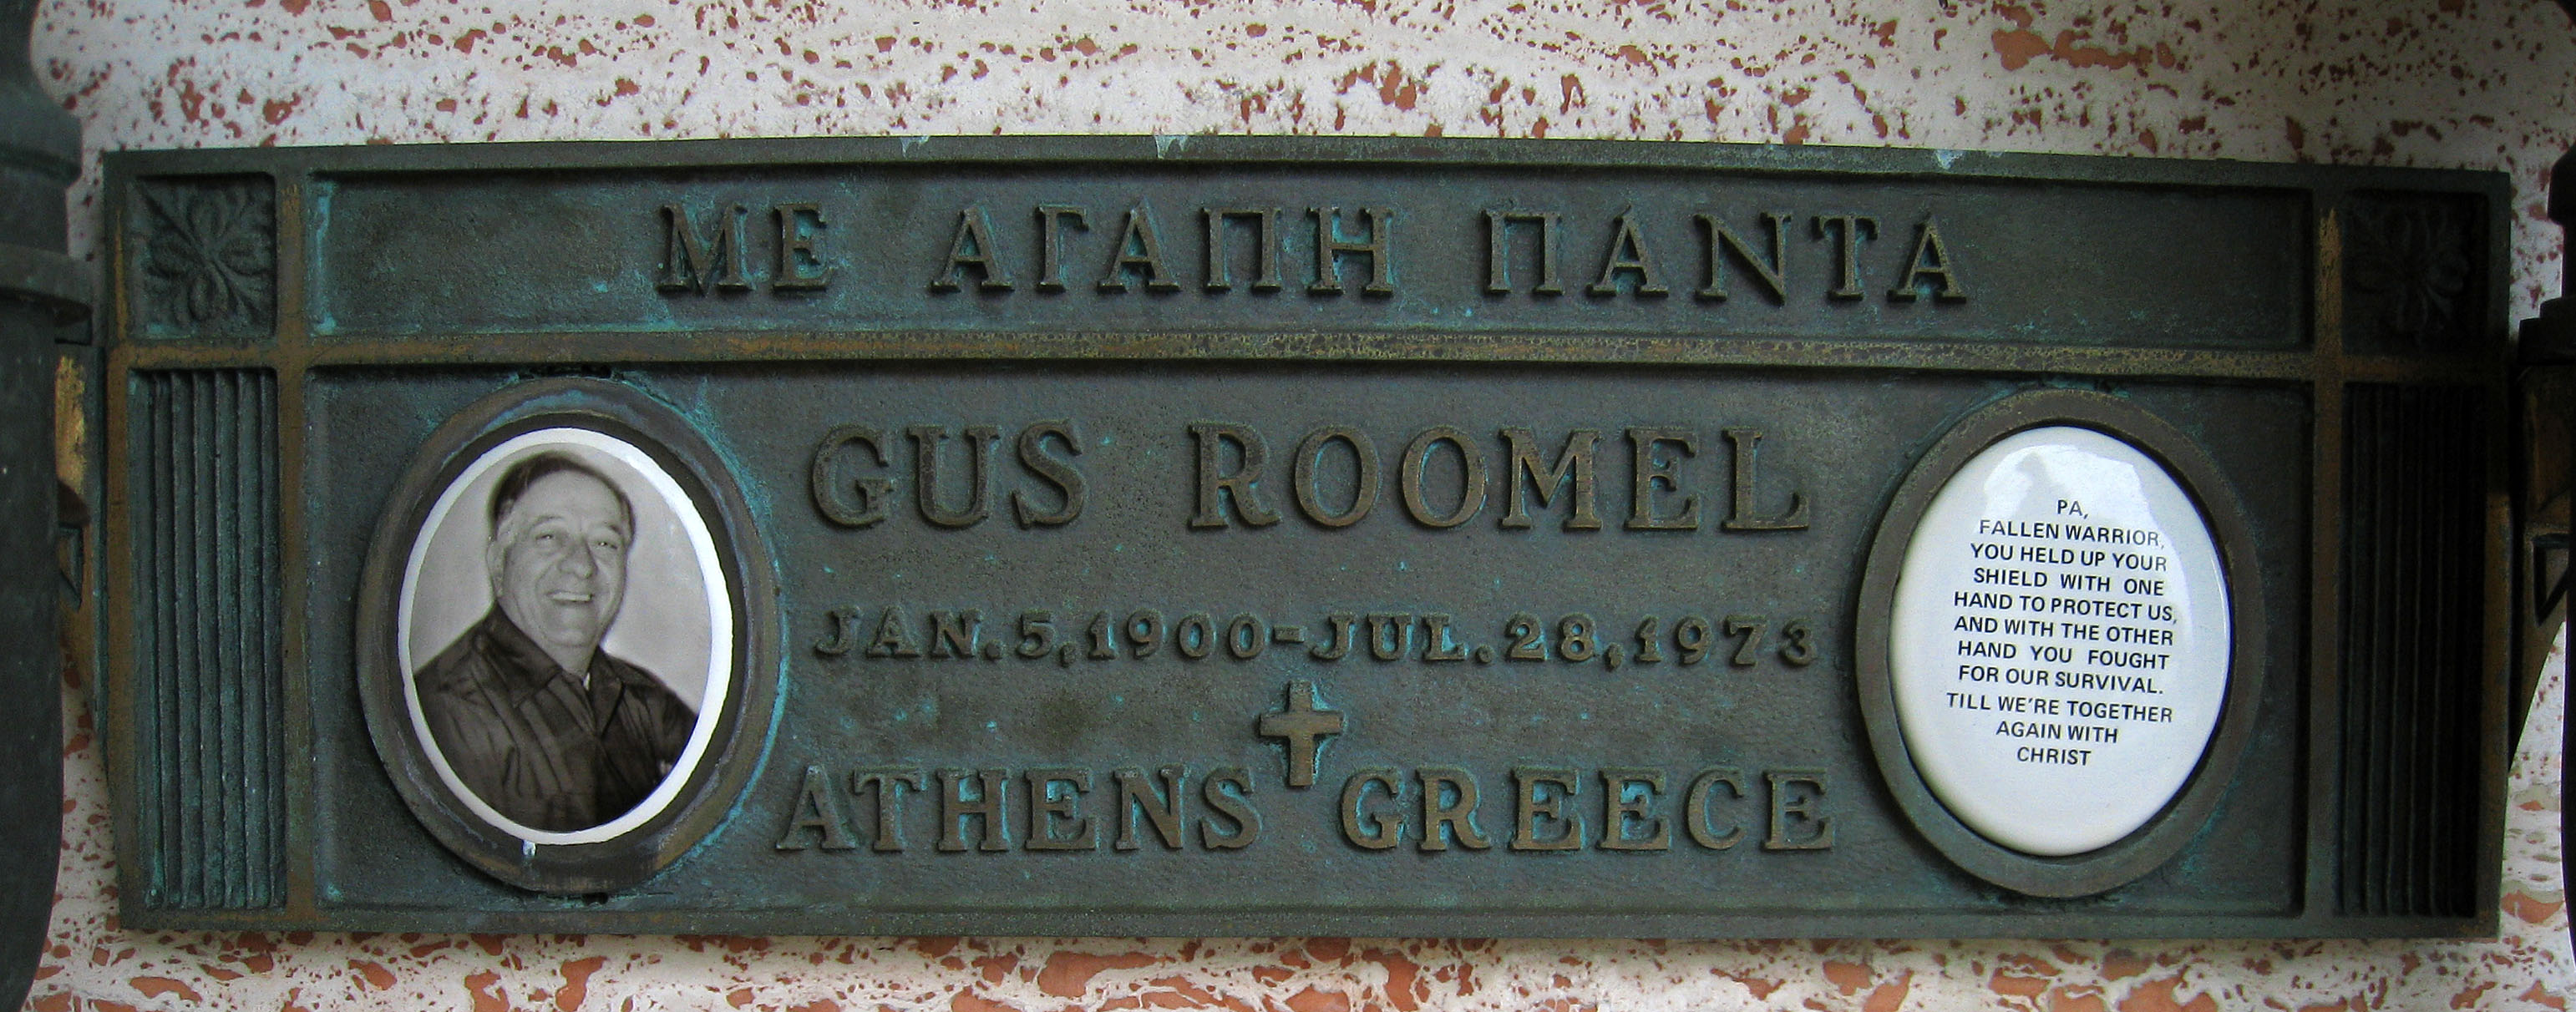 ΜΕ ΑΓΑΠΗ ΠΑΝΤΑ
GUS ROOMEL
JAN.5,1900-JUL.28,1973
ATHENS GREECE
PA,
FALLEN WARRIOR,
YOU HELD UP YOUR
SHIELD WITH ONE
HAND TO PROTECT US,
AND WITH THE OTHER
HAND YOU FOUGHT
FOR OUR SURVIVAL.
TILL WE'RE TOGETHER
AGAIN WITH
CHRIST